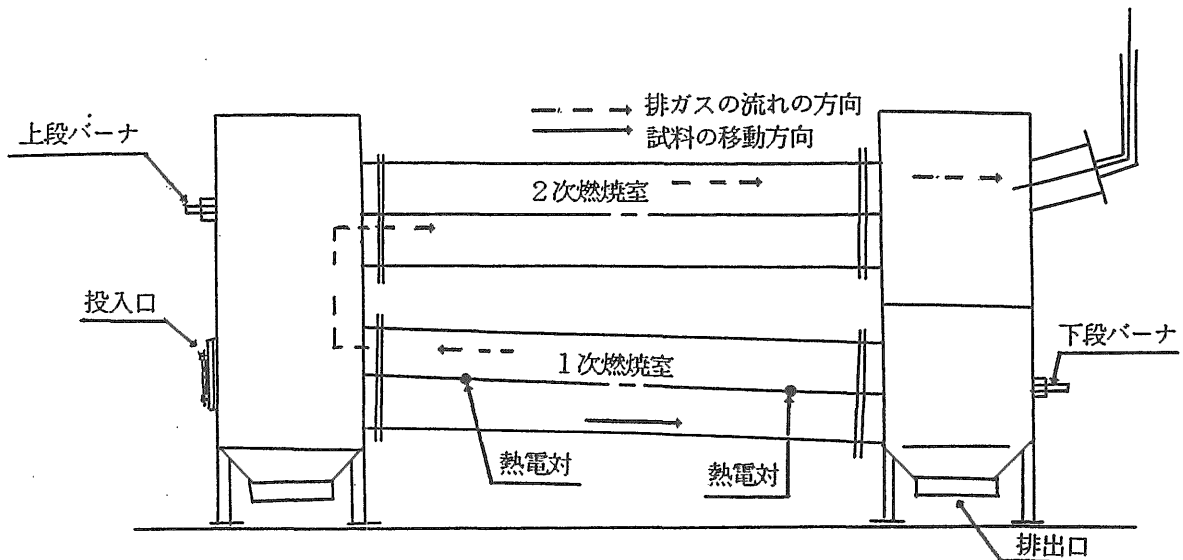 上段バーナ
排ガスの流れの方向
試料の移動方向
2次燃焼室
投入口
1次燃焼室
下段バーナ
熱電対
熱電対
排出口